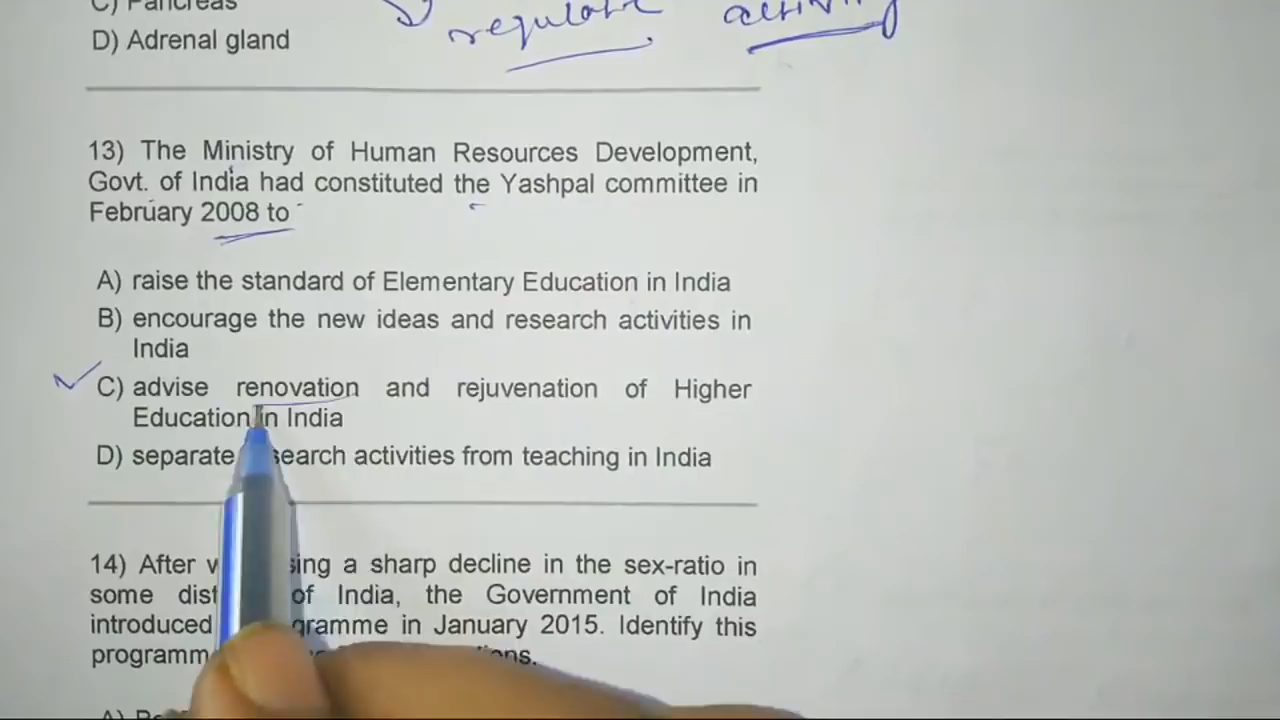 C) Pancreas
D) Adrenal gland
regulate activity
13) The Ministry of Human Resources Development,
Govt. of India had constituted the Yashpal committee in
February 2008 to
A) raise the standard of Elementary Education in India
B) encourage the new ideas and research activities in
India
C) advise renovation and rejuvenation of Higher
Education in India
D) separate search activities from teaching in India
14) After sing a sharp decline in the sex-ratio in
some dist of India, the Government of India
introduced gramme in January 2015. Identify this
programm ons.